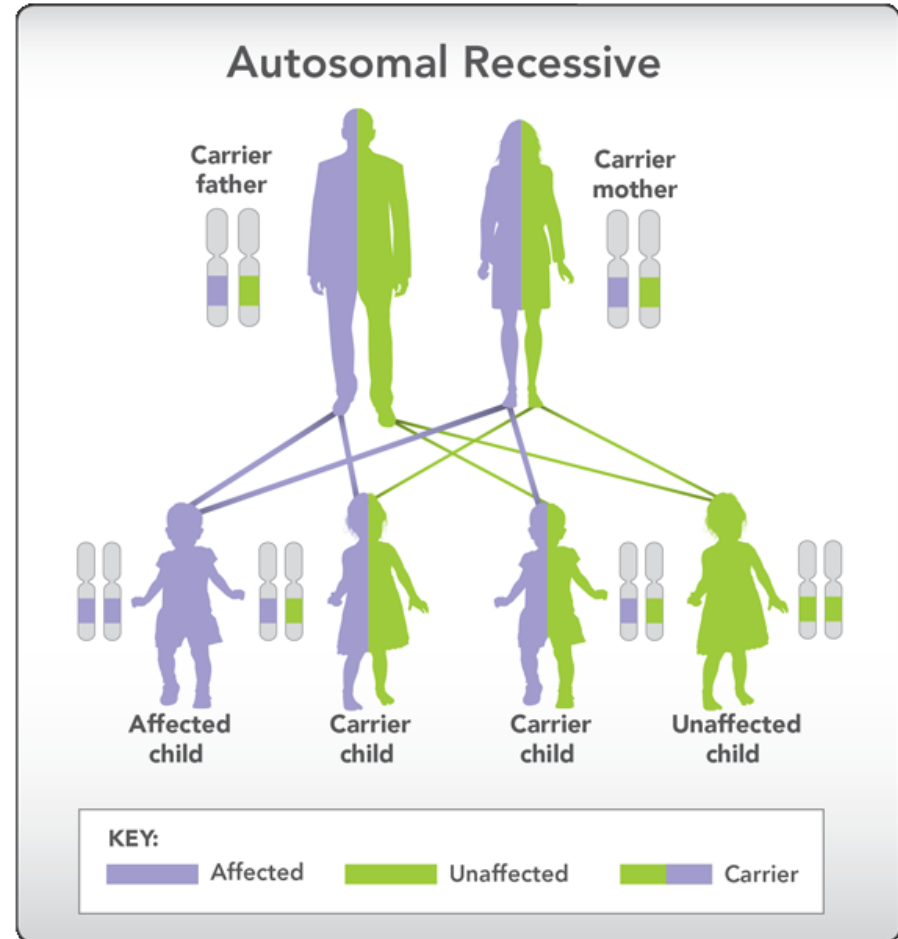 Autosomal Recessive
Carrier
father
Carrier
mother
Affected
child
Carrier
child
Carrier
child
Unaffected
child
KEY:
Affected
Unaffected
Carrier